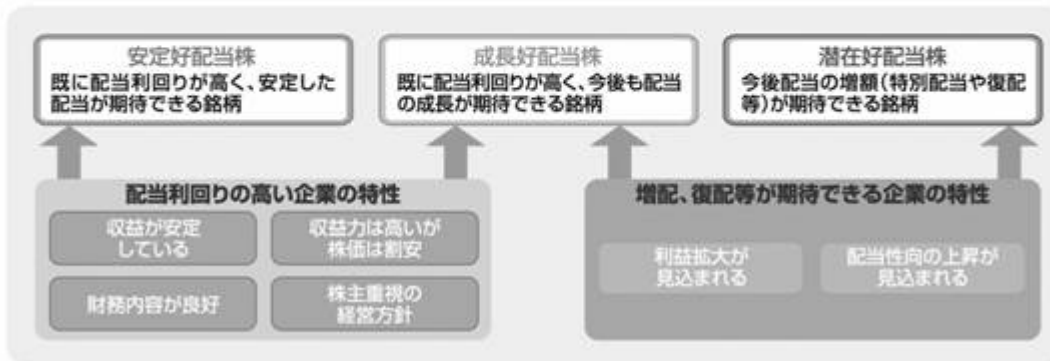 安定好配当株
既に配当利回りが高く、安定した
配当が期待できる銘柄
成長好配当株
既に配当利回りが高く、今後も配当
の成長が期待できる銘柄
潜在好配当株
今後配当の増額(特別配当や復配
等)が期待できる銘柄
配当利回りの高い企業の特性
収益が安定
している
収益力は高いが
株価は割安
財務内容が良好
株主重視の
経営方針
増配、復配等が期待できる企業の特性
利益拡大が
見込まれる
配当性向の上昇が
見込まれる